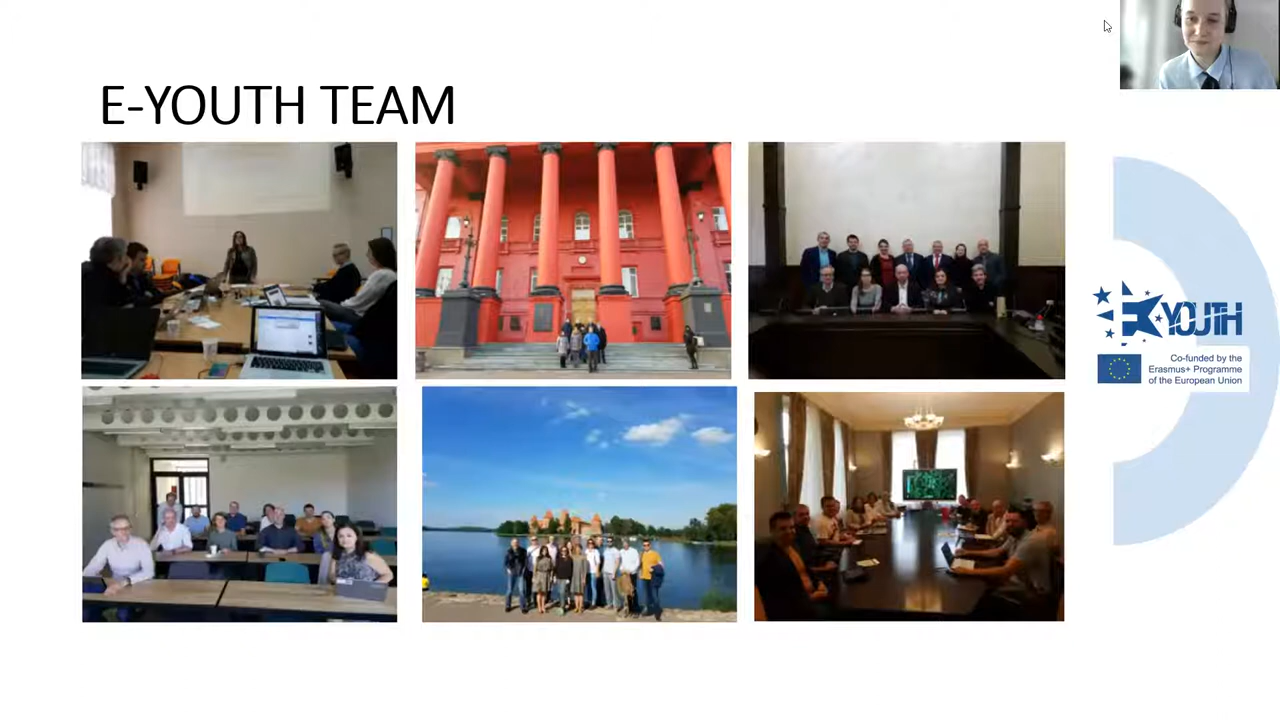 E-YOUTH TEAM
E YOUTH
Co-funded by the
Erasmus+ Programme
of the European Union